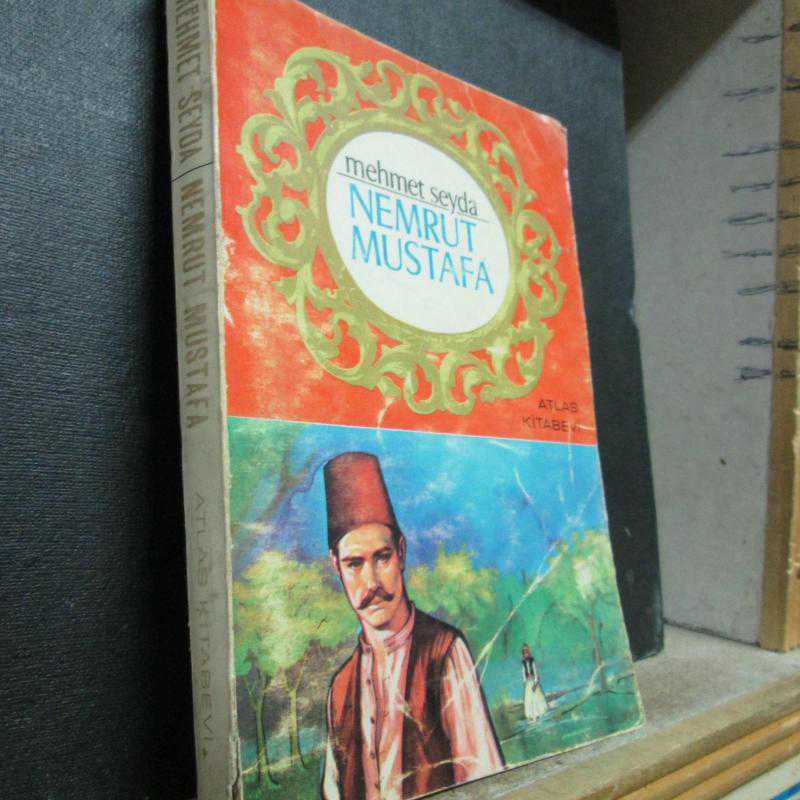 mehmet seyda
NEMRUT
MUSTAFA
ATLAS
KİTABEVİ
MEHMET SEYDA NEMRUT MUSTAFA ATLAS KİTABEVİ